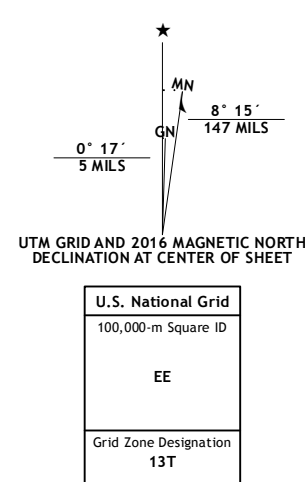 ★
MN
8° 15´
147 MILS
GN
0° 17´
5 MILS
UTM GRID AND 2016 MAGNETIC NORTH
DECLINATION AT CENTER OF SHEET
U.S. National Grid
100,000-m Square ID
EE
Grid Zone Designation
13T